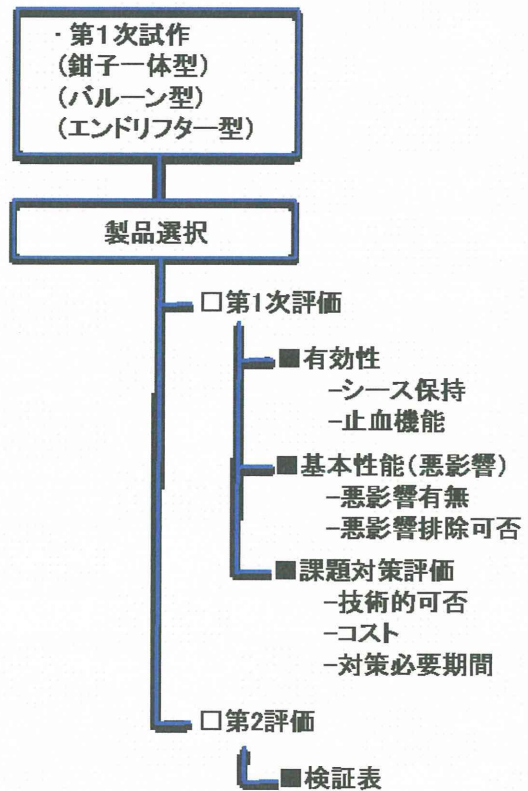 ・第1次試作
(鉗子一体型)
(バルーン型)
(エンドリフター型)
製品選択
□第1次評価
■有効性
−シース保持
−止血機能
■基本性能(悪影響)
−悪影響有無
−悪影響排除可否
■課題対策評価
−技術的可否
−コスト
−対策必要期間
□第2評価
■検証表